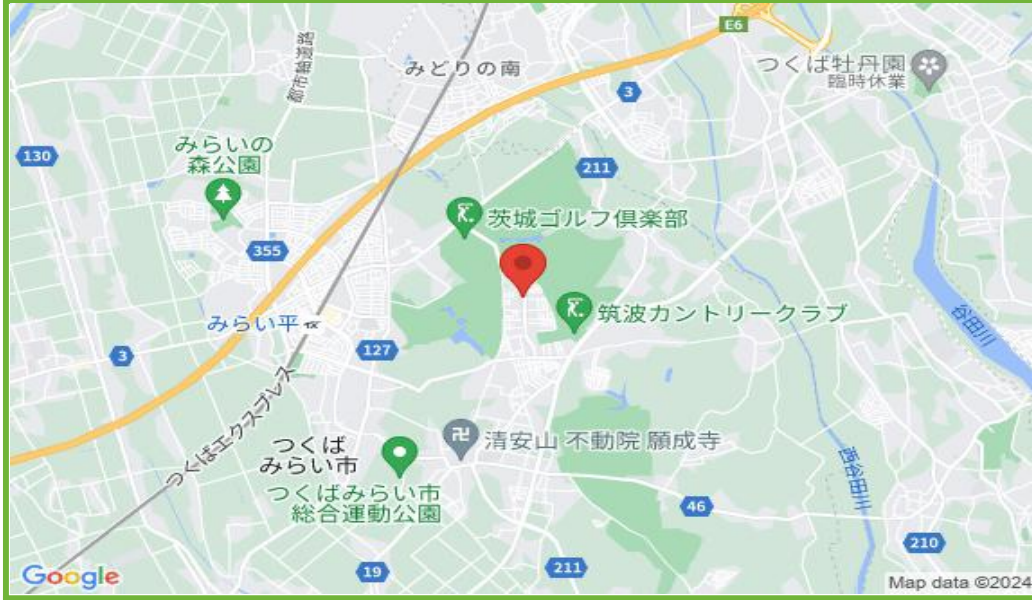 E6
都市軸道路
みどりの南
つくば牡丹園
臨時休業
3
130
みらいの
森公園
211
茨城ゴルフ倶楽部
355
筑波カントリークラブ
みらい平
谷田川
3
127
つくばエクスプレス
清安山 不動院 願成寺
つくば
みらい市
つくばみらい市
総合運動公園
西谷田川
46
210
19
211
Google
Map data ©2024